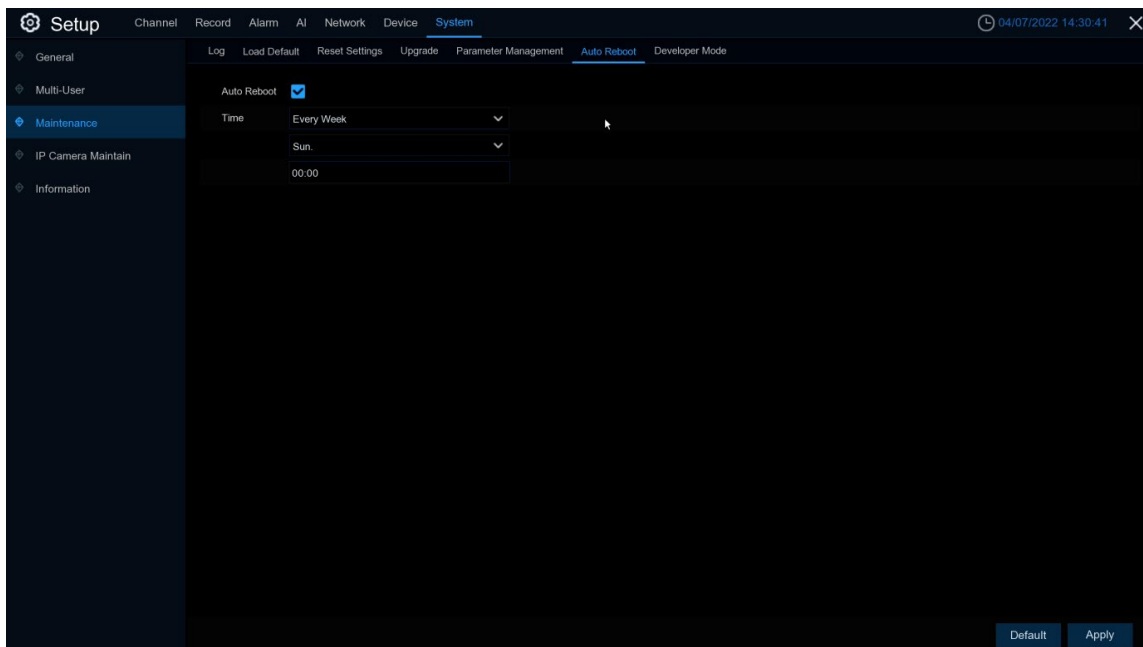 Setup Channel Record Alarm AI Network Device System 04/07/2022 14:30:41
Log Load Default Reset Settings Upgrade Parameter Management Auto Reboot Developer Mode
General
Multi-User
Maintenance
IP Camera Maintain
Information
Auto Reboot
Time Every Week
Sun.
00:00
Default Apply